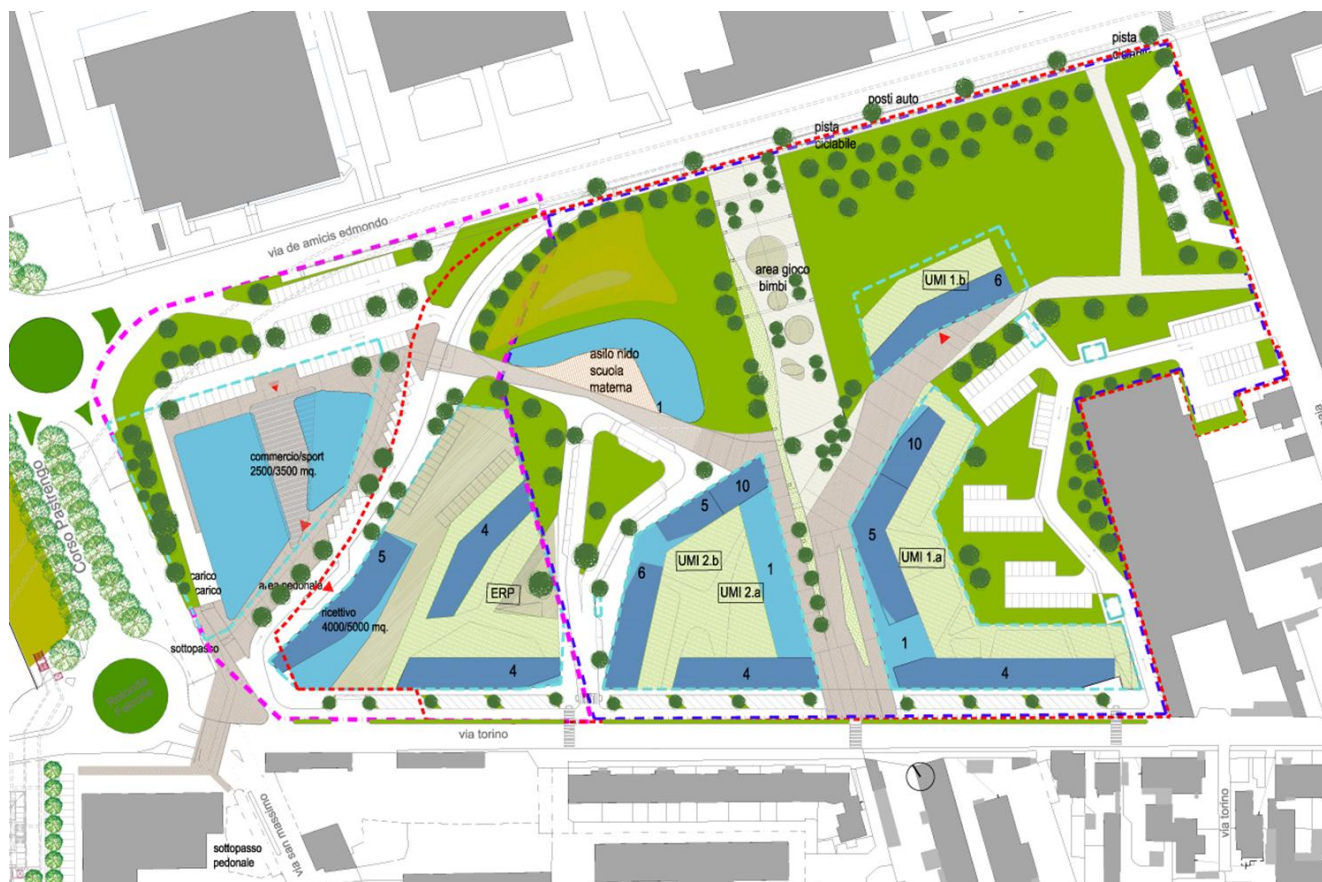 pista
posti auto
pista
ciclabile
via de amicis edmondo
area gioco
bimbi
UMI 1.b
6
asilo nido
scuola
materna
1
commercio/sport
2500/3500 mq.
Corso Pastrengo
10
10
5
4
5
5
UMI 2.b
UMI 1.a
6
1
carico
carico
area pedonale
ERP
UMI 2.a
ricettivo
4000/5000 mq.
sottopasso
1
4
4
4
via torino
via san massimo
via torino
sottopasso
pedonale